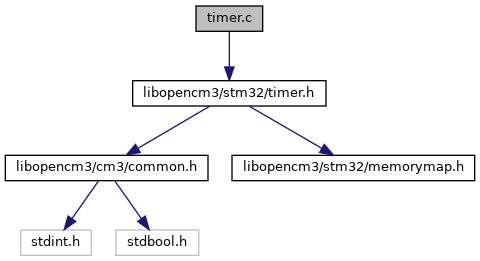 timer.c
libopencm3/stm32/timer.h
libopencm3/cm3/common.h
libopencm3/stm32/memorymap.h
stdint.h
stdbool.h